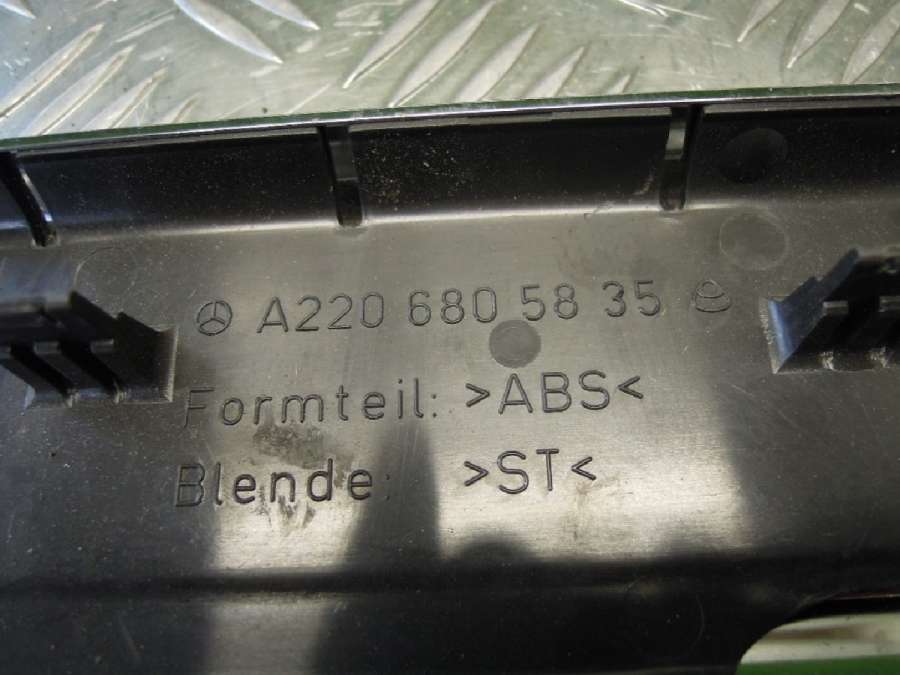 A220 680 58 35
Formteil: >ABS<
Blende: >ST<